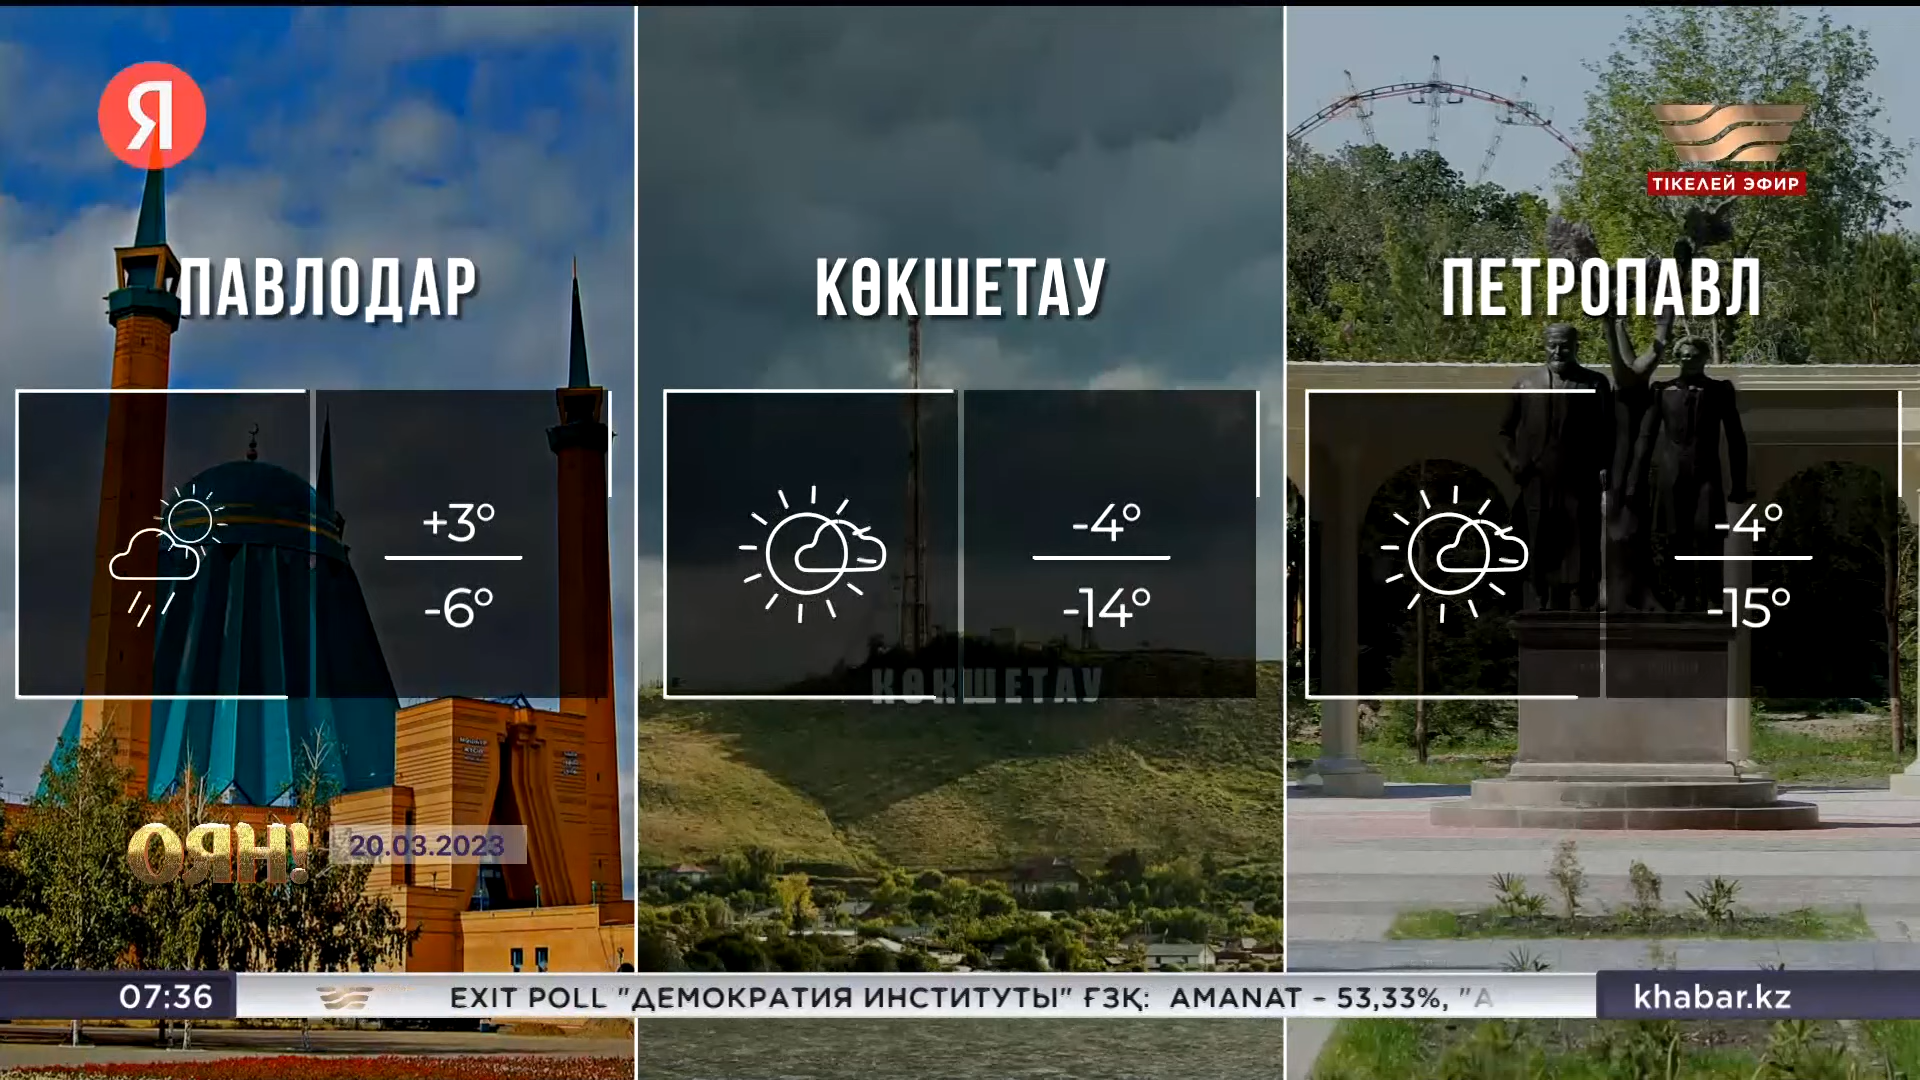 Я
ТІКЕЛЕЙ ЭФИР
ПАВЛОДАР
КӨКШЕТАУ
ПЕТРОПАВЛ
+3°
-6°
-4°
-14°
-4°
-15°
КӨКШЕТАУ
ОЯН!
20.03.2023
07:36
EXIT POLL "ДЕМОКРАТИЯ ИНСТИТУТЫ" ҒЗҚ: AMANAT – 53,33%, "А
khabar.kz